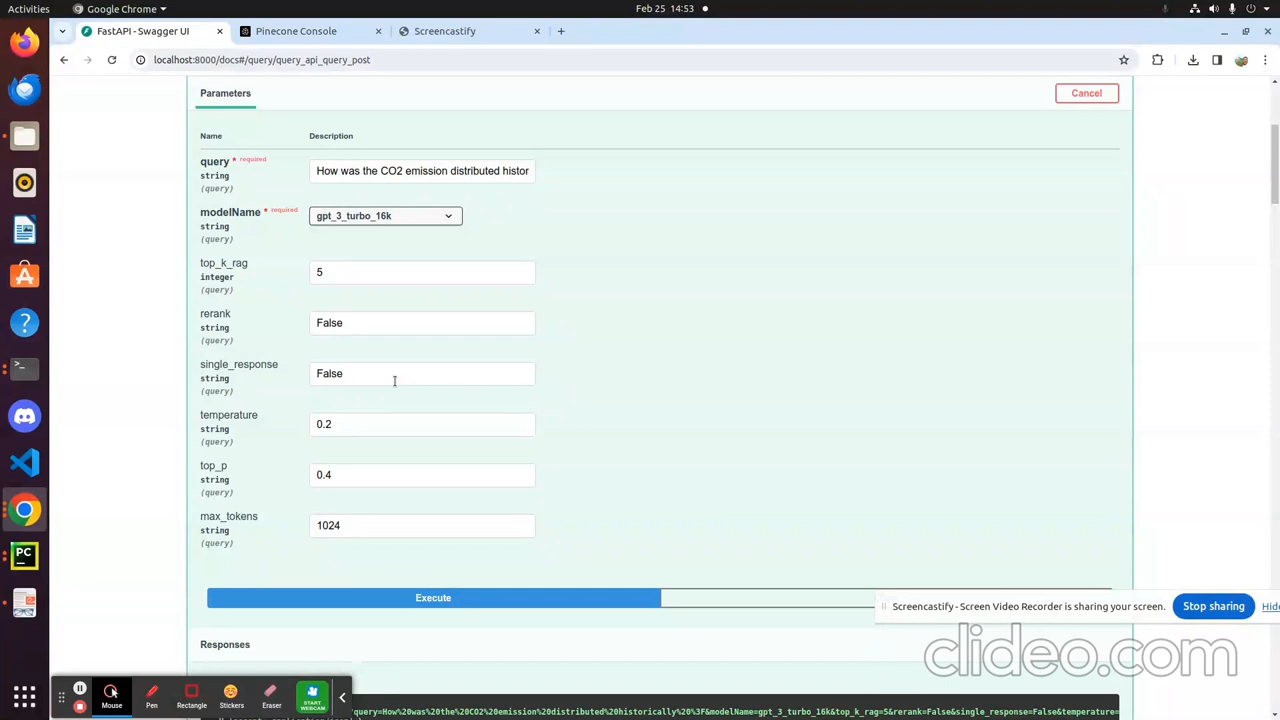 Activities
Google Chrome
Feb 25 14:53
FastAPI - Swagger UI
Pinecone Console
Screencastify
localhost:8000/docs#/query/query_api_query_post
Parameters
Cancel
Name Description
query * required
string
(query)
How was the CO2 emission distributed histor
modelName * required
string
(query)
gpt_3_turbo_16k
top_k_rag
integer
(query)
5
rerank
string
(query)
False
single_response
string
(query)
False
temperature
string
(query)
0.2
top_p
string
(query)
0.4
max_tokens
string
(query)
1024
Execute
Screencastify - Screen Video Recorder is sharing your screen.
Stop sharing
Hide
Responses
clideo.com
Mouse
Pen
Rectangle
Stickers
Eraser
START
WEBCAM
query=How%20was%20the%20CO2%20emission%20distributed%20historically%20%3F&modelName=gpt_3_turbo_16k&top_k_rag=5&rerank=False&single_response=False&temperature=